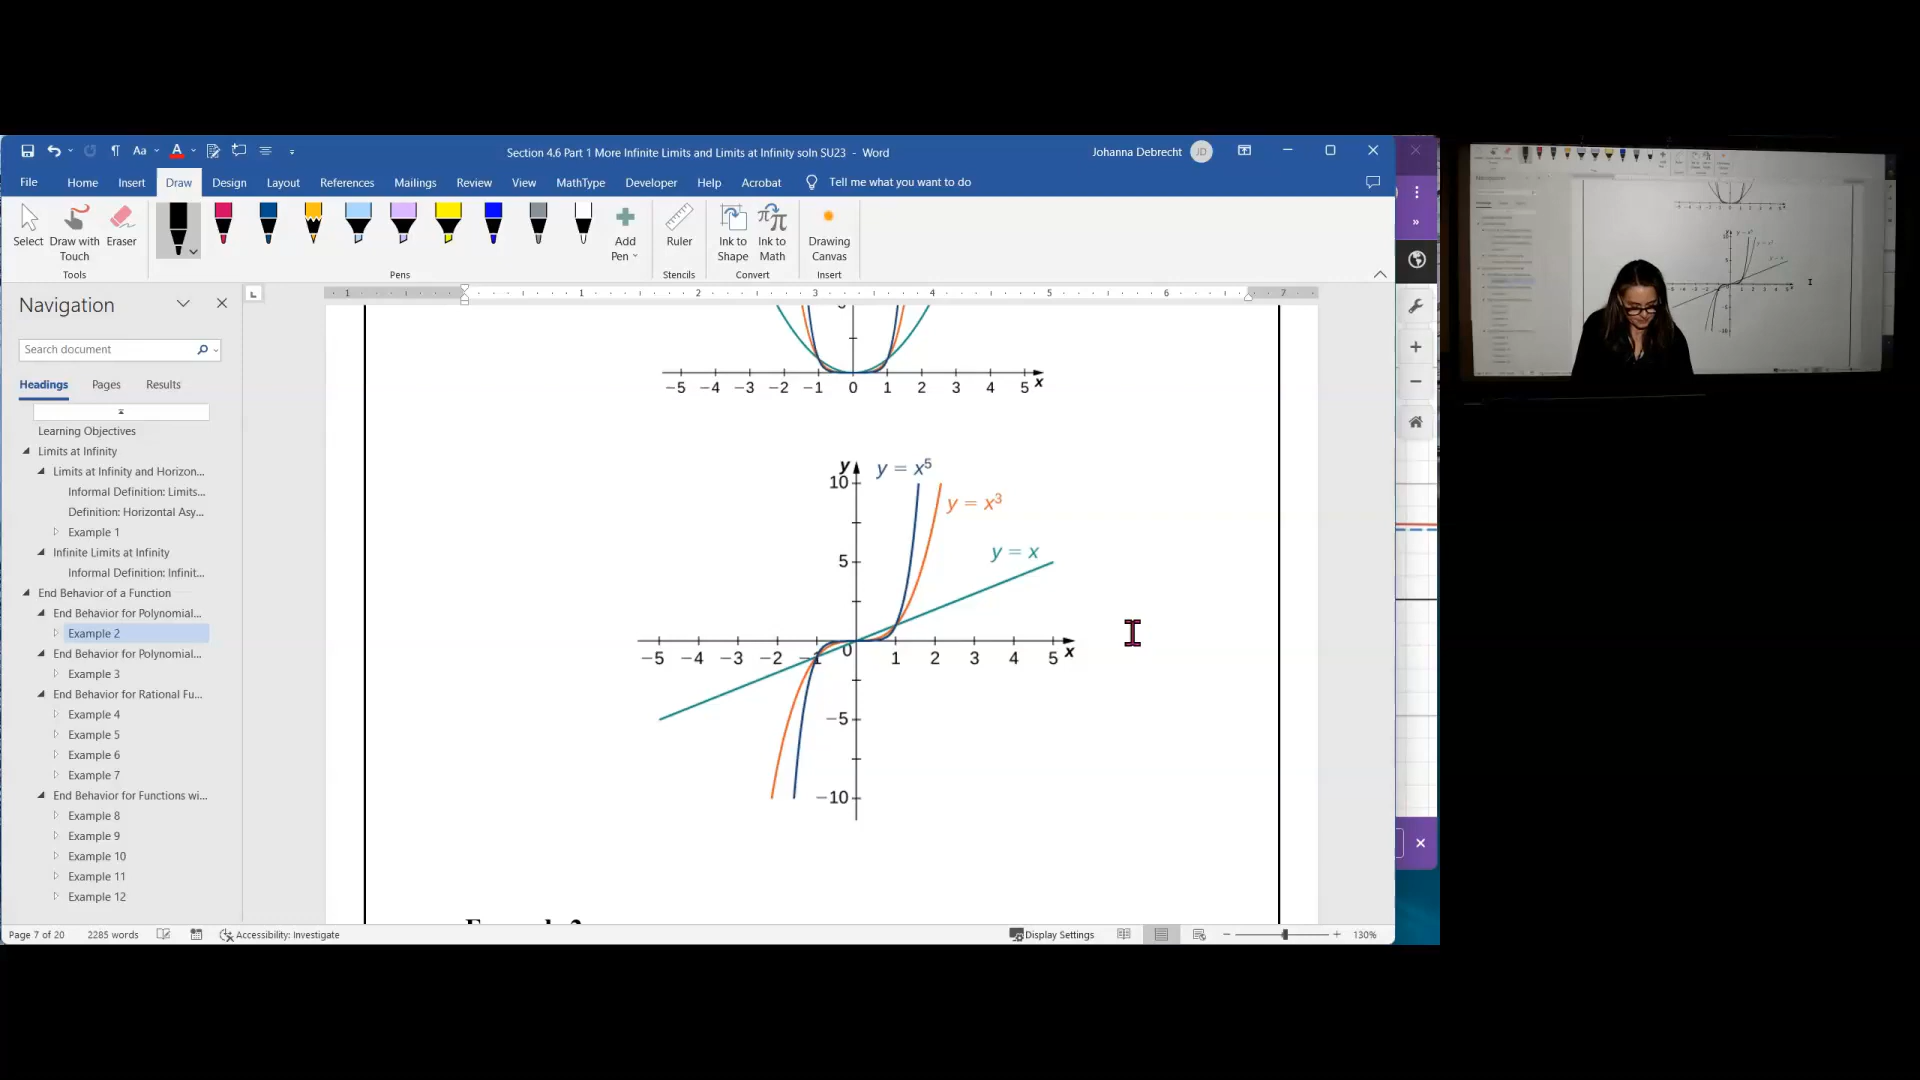 Section 4.6 Part 1 More Infinite Limits and Limits at Infinity soln SU23 - Word
Johanna Debrecht JD
File Home Insert Draw Design Layout References Mailings Review View MathType Developer Help Acrobat Tell me what you want to do
Select Draw with Touch Eraser Add Pen Ruler Ink to Shape Ink to Math Drawing Canvas
Tools Pens Stencils Convert Insert
Navigation
Search document
Headings Pages Results
Learning Objectives
Limits at Infinity
Limits at Infinity and Horizon...
Informal Definition: Limits...
Definition: Horizontal Asy...
Example 1
Infinite Limits at Infinity
Informal Definition: Infinit...
End Behavior of a Function
End Behavior for Polynomial...
Example 2
End Behavior for Polynomial...
Example 3
End Behavior for Rational Fu...
Example 4
Example 5
Example 6
Example 7
End Behavior for Functions wi...
Example 8
Example 9
Example 10
Example 11
Example 12
1 1 2 3 4 5 6 7
−5 −4 −3 −2 −1 0 1 2 3 4 5 x
y y = x⁵
10
y = x³
y = x
5
−5 −4 −3 −2 −1 0 1 2 3 4 5 x
−5
−10
Page 7 of 20 2285 words Accessibility: Investigate Display Settings 130%